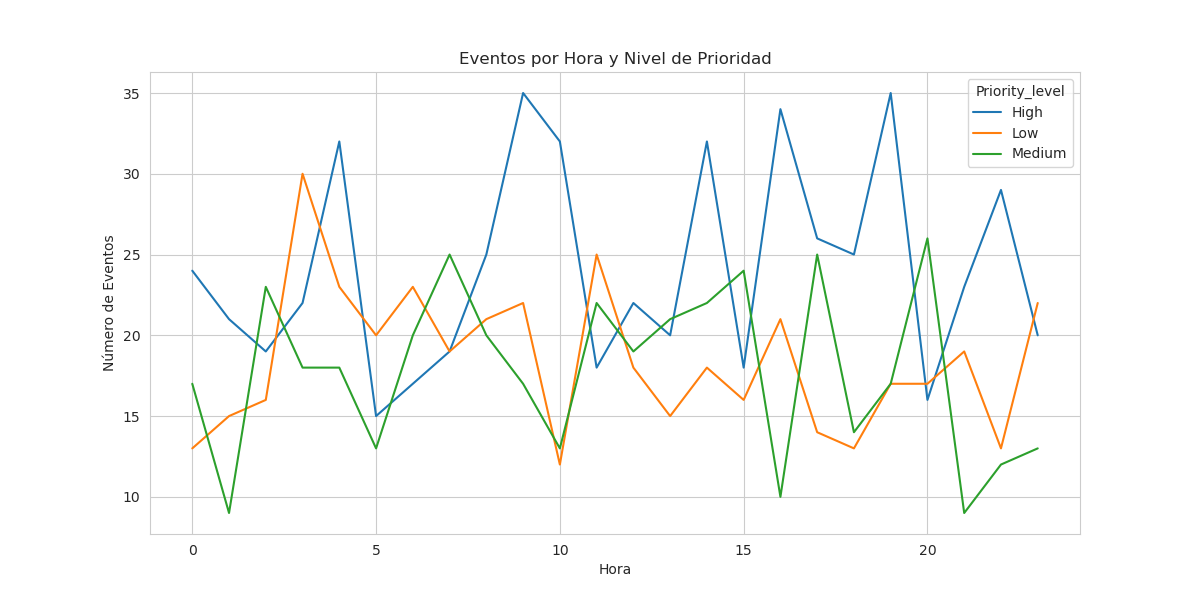 Eventos por Hora y Nivel de Prioridad
Priority_level
High
Low
Medium
Número de Eventos
35
30
25
20
15
10
0 5 10 15 20
Hora